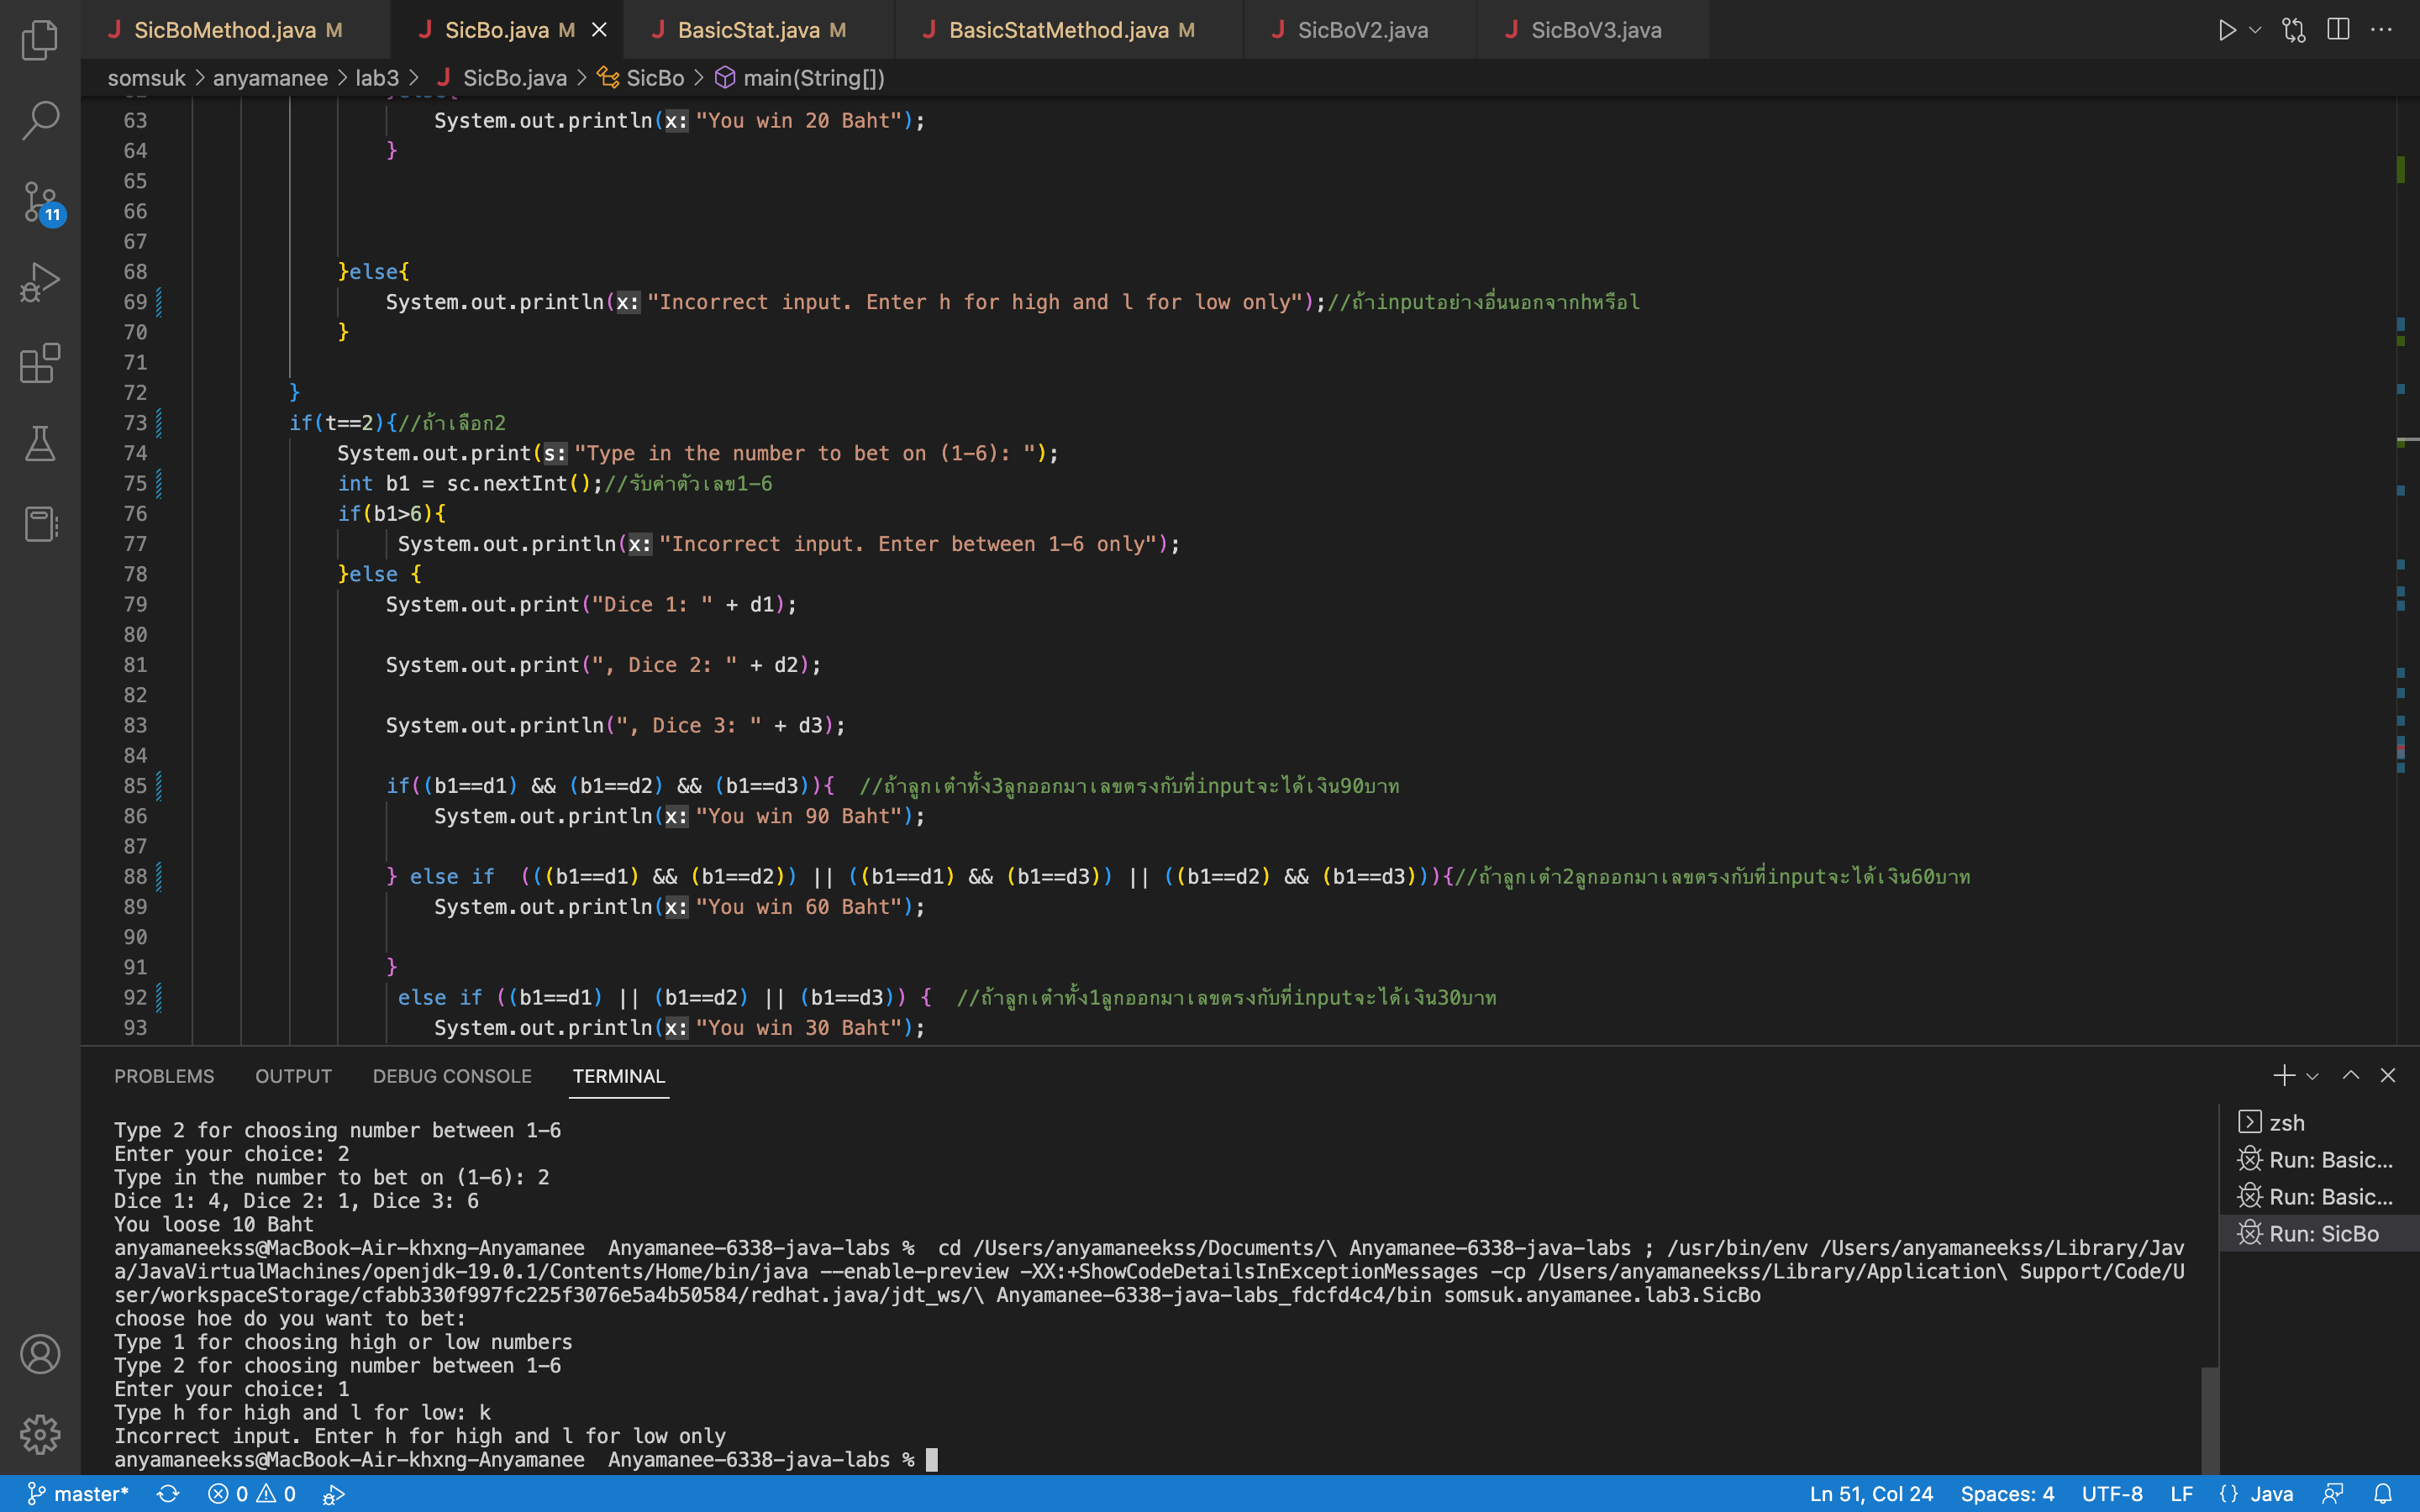 SicBoMethod.java M
SicBo.java M
BasicStat.java M
BasicStatMethod.java M
SicBoV2.java
SicBoV3.java
somsuk > anyamanee > lab3 > SicBo.java > SicBo > main(String[])
63 System.out.println(x: "You win 20 Baht");
64 }
65
66
67
68 }else{
69 System.out.println(x: "Incorrect input. Enter h for high and l for low only");//ถ้าinputอย่างอื่นนอกจากhหรือl
70 }
71
72 }
73 if(t==2){//ถ้าเลือก2
74 System.out.print(s: "Type in the number to bet on (1-6): ");
75 int b1 = sc.nextInt();//รับค่าตัวเลข1-6
76 if(b1>6){
77 System.out.println(x: "Incorrect input. Enter between 1-6 only");
78 }else {
79 System.out.print("Dice 1: " + d1);
80
81 System.out.print(", Dice 2: " + d2);
82
83 System.out.println(", Dice 3: " + d3);
84
85 if((b1==d1) && (b1==d2) && (b1==d3)){ //ถ้าลูกเต๋าทั้ง3ลูกออกมาเลขตรงกับที่inputจะได้เงิน90บาท
86 System.out.println(x: "You win 90 Baht");
87
88 } else if (((b1==d1) && (b1==d2)) || ((b1==d1) && (b1==d3)) || ((b1==d2) && (b1==d3))){//ถ้าลูกเต๋า2ลูกออกมาเลขตรงกับที่inputจะได้เงิน60บาท
89 System.out.println(x: "You win 60 Baht");
90
91 }
92 else if ((b1==d1) || (b1==d2) || (b1==d3)) { //ถ้าลูกเต๋าทั้ง1ลูกออกมาเลขตรงกับที่inputจะได้เงิน30บาท
93 System.out.println(x: "You win 30 Baht");
11
PROBLEMS OUTPUT DEBUG CONSOLE TERMINAL
Type 2 for choosing number between 1-6
Enter your choice: 2
Type in the number to bet on (1-6): 2
Dice 1: 4, Dice 2: 1, Dice 3: 6
You loose 10 Baht
anyamaneekss@MacBook-Air-khxng-Anyamanee  Anyamanee-6338-java-labs %  cd /Users/anyamaneekss/Documents/\ Anyamanee-6338-java-labs ; /usr/bin/env /Users/anyamaneekss/Library/Jav
a/JavaVirtualMachines/openjdk-19.0.1/Contents/Home/bin/java --enable-preview -XX:+ShowCodeDetailsInExceptionMessages -cp /Users/anyamaneekss/Library/Application\ Support/Code/U
ser/workspaceStorage/cfabb330f997fc225f3076e5a4b50584/redhat.java/jdt_ws/\ Anyamanee-6338-java-labs_fdcfd4c4/bin somsuk.anyamanee.lab3.SicBo
choose hoe do you want to bet:
Type 1 for choosing high or low numbers
Type 2 for choosing number between 1-6
Enter your choice: 1
Type h for high and l for low: k
Incorrect input. Enter h for high and l for low only
anyamaneekss@MacBook-Air-khxng-Anyamanee  Anyamanee-6338-java-labs %
zsh
Run: Basic...
Run: Basic...
Run: SicBo
master* 0 0
Ln 51, Col 24 Spaces: 4 UTF-8 LF {} Java